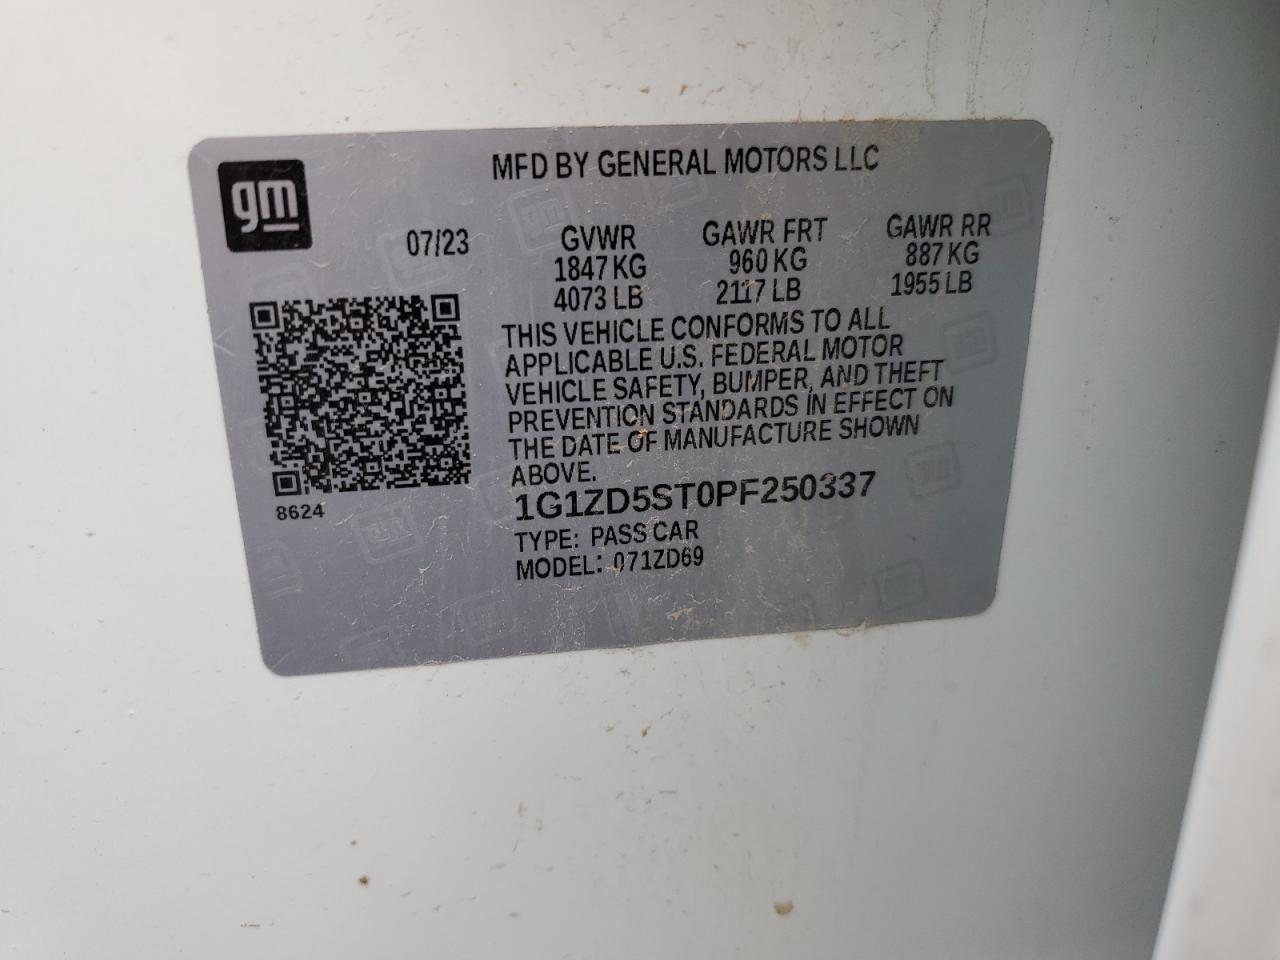 gm
MFD BY GENERAL MOTORS LLC
07/23
GVWR GAWR FRT GAWR RR
1847 KG 960 KG 887 KG
4073 LB 2117 LB 1955 LB
THIS VEHICLE CONFORMS TO ALL
APPLICABLE U.S. FEDERAL MOTOR
VEHICLE SAFETY, BUMPER, AND THEFT
PREVENTION STANDARDS IN EFFECT ON
THE DATE OF MANUFACTURE SHOWN
ABOVE.
8624
1G1ZD5ST0PF250337
TYPE: PASS CAR
MODEL: 071ZD69